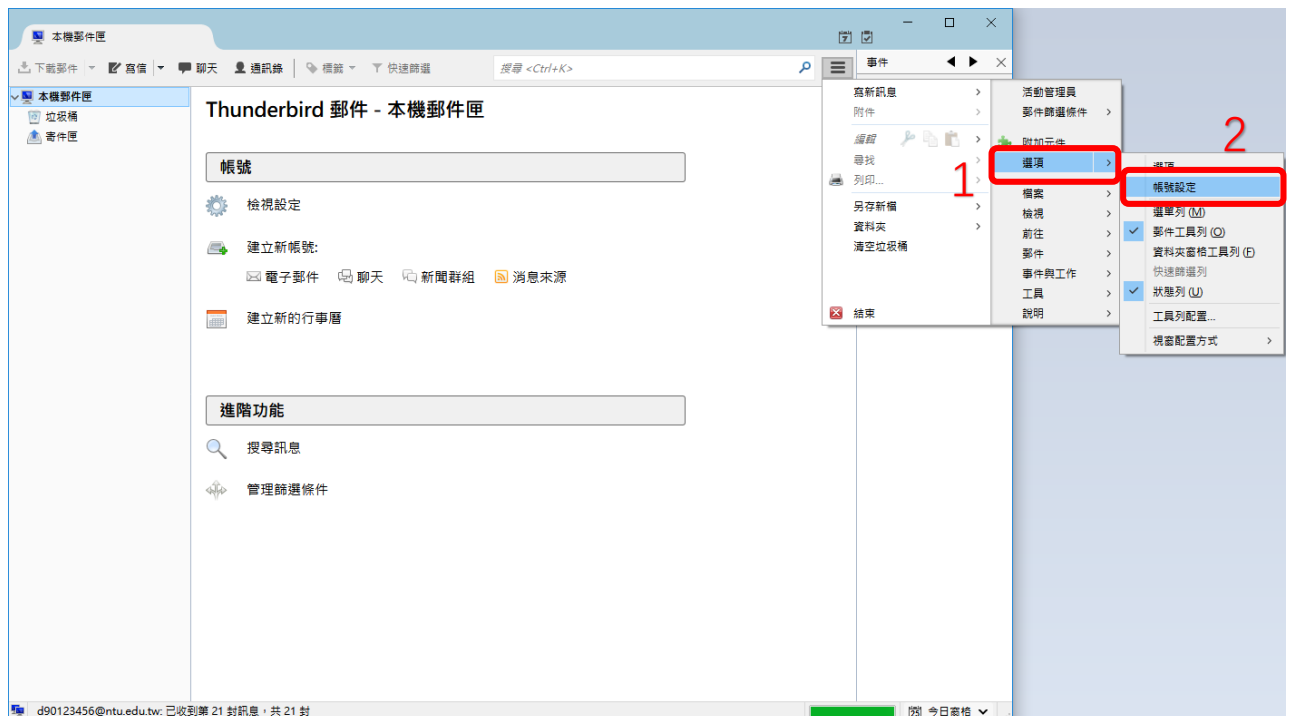 本機郵件匣
下載郵件 寫信 聊天 通訊錄 標籤 快速篩選 搜尋 <Ctrl+K>
事件
本機郵件匣
垃圾桶
寄件匣
Thunderbird 郵件 - 本機郵件匣
帳號
檢視設定
建立新帳號:
電子郵件 聊天 新聞群組 消息來源
建立新的行事曆
進階功能
搜尋訊息
管理篩選條件
寫新訊息
附件
編輯
尋找
列印...
另存新檔
資料夾
清空垃圾桶
結束
1
活動管理員
郵件篩選條件
附加元件
選項
檔案
檢視
前往
郵件
事件與工作
工具
說明
2
選項
帳號設定
選單列 (M)
郵件工具列 (O)
資料夾窗格工具列 (F)
快速篩選列
狀態列 (U)
工具列配置...
視窗配置方式
d90123456@ntu.edu.tw: 已收到第 21 封訊息，共 21 封
今日窗格